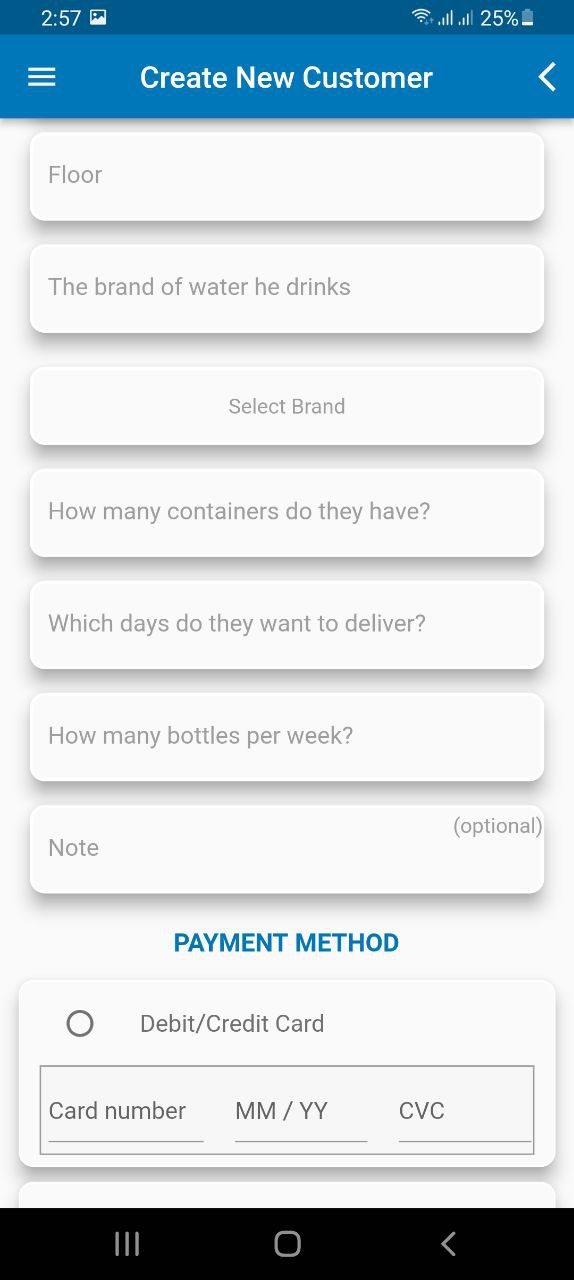 2:57
25%
Create New Customer
Floor
The brand of water he drinks
Select Brand
How many containers do they have?
Which days do they want to deliver?
How many bottles per week?
(optional)
Note
PAYMENT METHOD
Debit/Credit Card
Card number MM / YY CVC